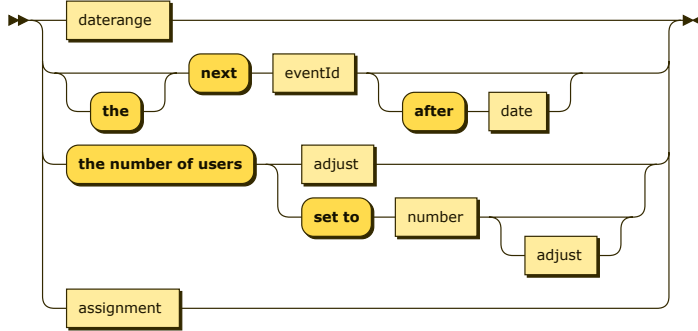 daterange
next eventId
the after date
the number of users adjust
set to number
adjust
assignment